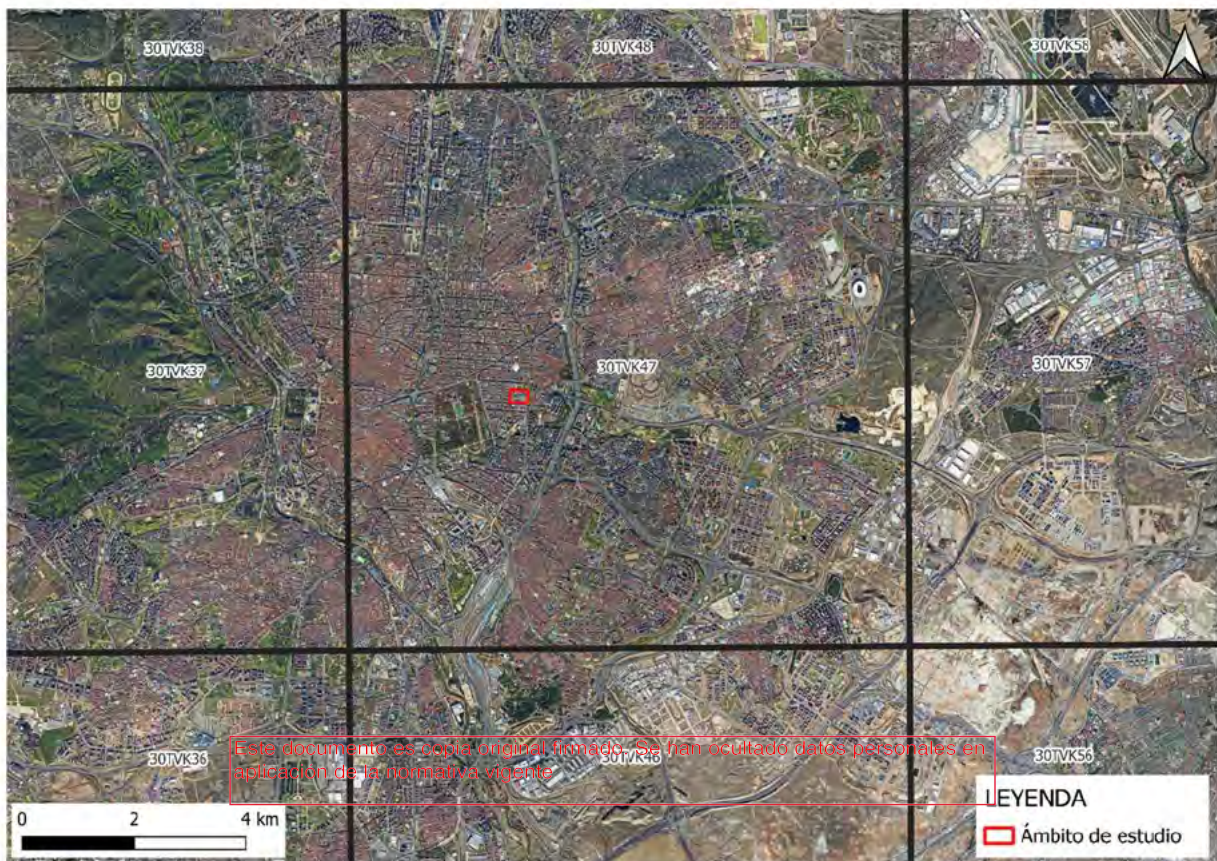 30TVK38
30TVK48
30TVK58
30TVK37
30TVK47
30TVK57
30TVK36
30TVK46
30TVK56
Este documento es copia original firmado. Se han ocultado datos personales en
aplicación de la normativa vigente
0 2 4 km
LEYENDA
Ámbito de estudio